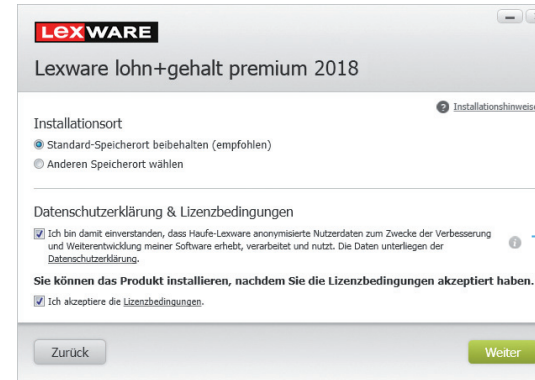 LEXWARE
Lexware lohn+gehalt premium 2018
Installationshinweise
Installationsort
Standard-Speicherort beibehalten (empfohlen)
Anderen Speicherort wählen
Datenschutzerklärung & Lizenzbedingungen
Ich bin damit einverstanden, dass Haufe-Lexware anonymisierte Nutzerdaten zum Zwecke der Verbesserung
und Weiterentwicklung meiner Software erhebt, verarbeitet und nutzt. Die Daten unterliegen der
Datenschutzerklärung.
Sie können das Produkt installieren, nachdem Sie die Lizenzbedingungen akzeptiert haben.
Ich akzeptiere die Lizenzbedingungen.
Zurück
Weiter